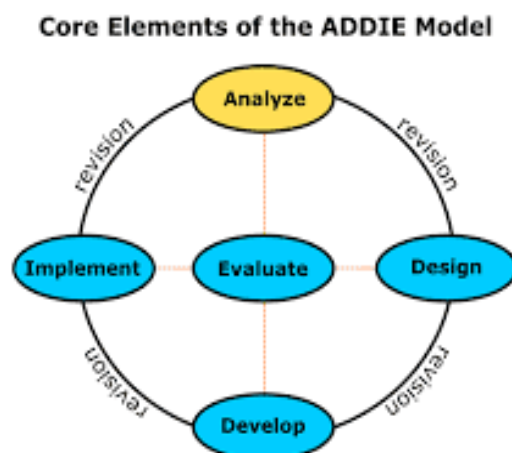 Core Elements of the ADDIE Model
Analyze
revision
revision
Implement
Evaluate
Design
revision
revision
Develop